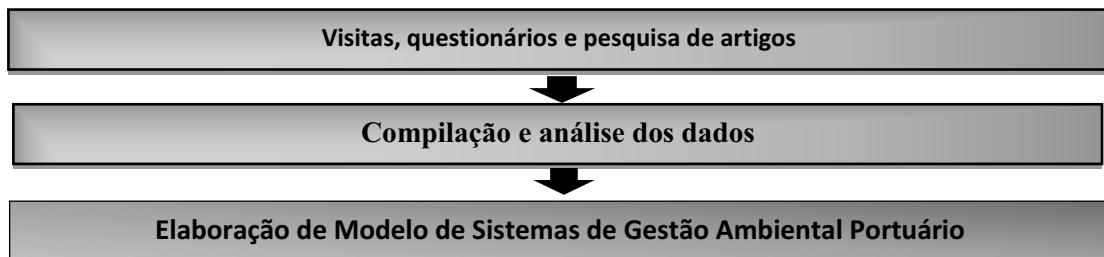 Visitas, questionários e pesquisa de artigos
Compilação e análise dos dados
Elaboração de Modelo de Sistemas de Gestão Ambiental Portuário